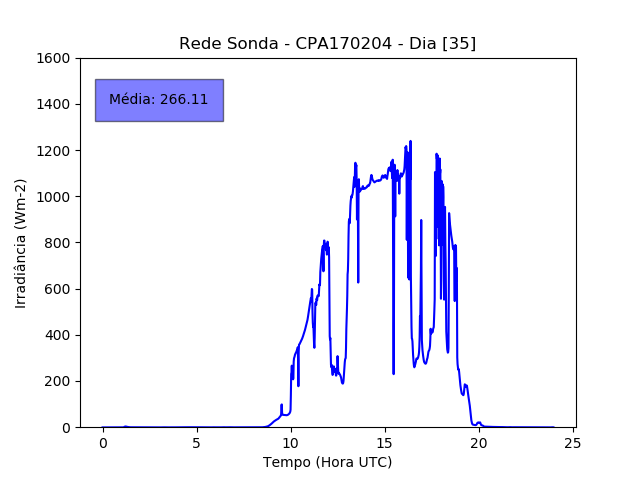 Rede Sonda - CPA170204 - Dia [35]
1600
1400
1200
1000
800
600
400
200
0
Média: 266.11
Irradiância (Wm-2)
0 5 10 15 20 25
Tempo (Hora UTC)